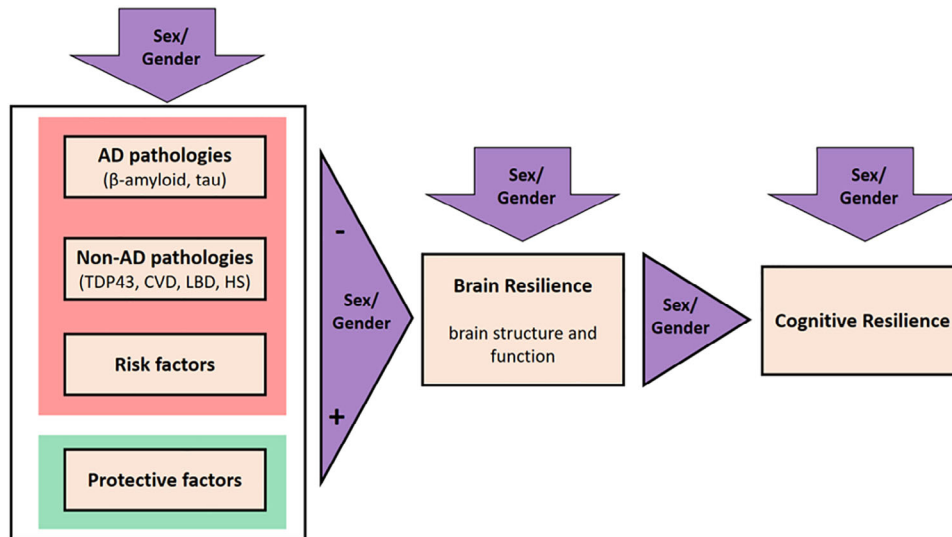 Sex/
Gender
AD pathologies
(β-amyloid, tau)
Non-AD pathologies
(TDP43, CVD, LBD, HS)
Risk factors
Protective factors
-
Sex/
Gender
+
Sex/
Gender
Brain Resilience
brain structure and
function
Sex/
Gender
Sex/
Gender
Cognitive Resilience